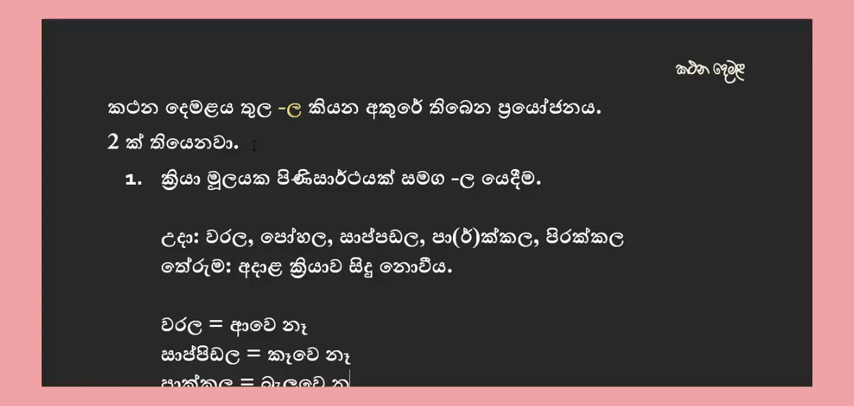 කථන දෙමළ
කථන දෙමළය තුල -ල කියන අකුරේ තිබෙන ප්‍රයෝජනය.
2 ක් තියෙනවා.
1. ක්‍රියා මූලයක පිණිසාර්ථයක් සමග -ල යෙදීම.
උදා: වරල, පෝහල, සාප්පඩල, පා(ර්)ක්කල, පිරක්කල
තේරුම: අදාළ ක්‍රියාව සිදු නොවීය.
වරල = ආවෙ නෑ
සාප්පිඩල = කෑවෙ නෑ
පාක්කල = බැලුවෙ න